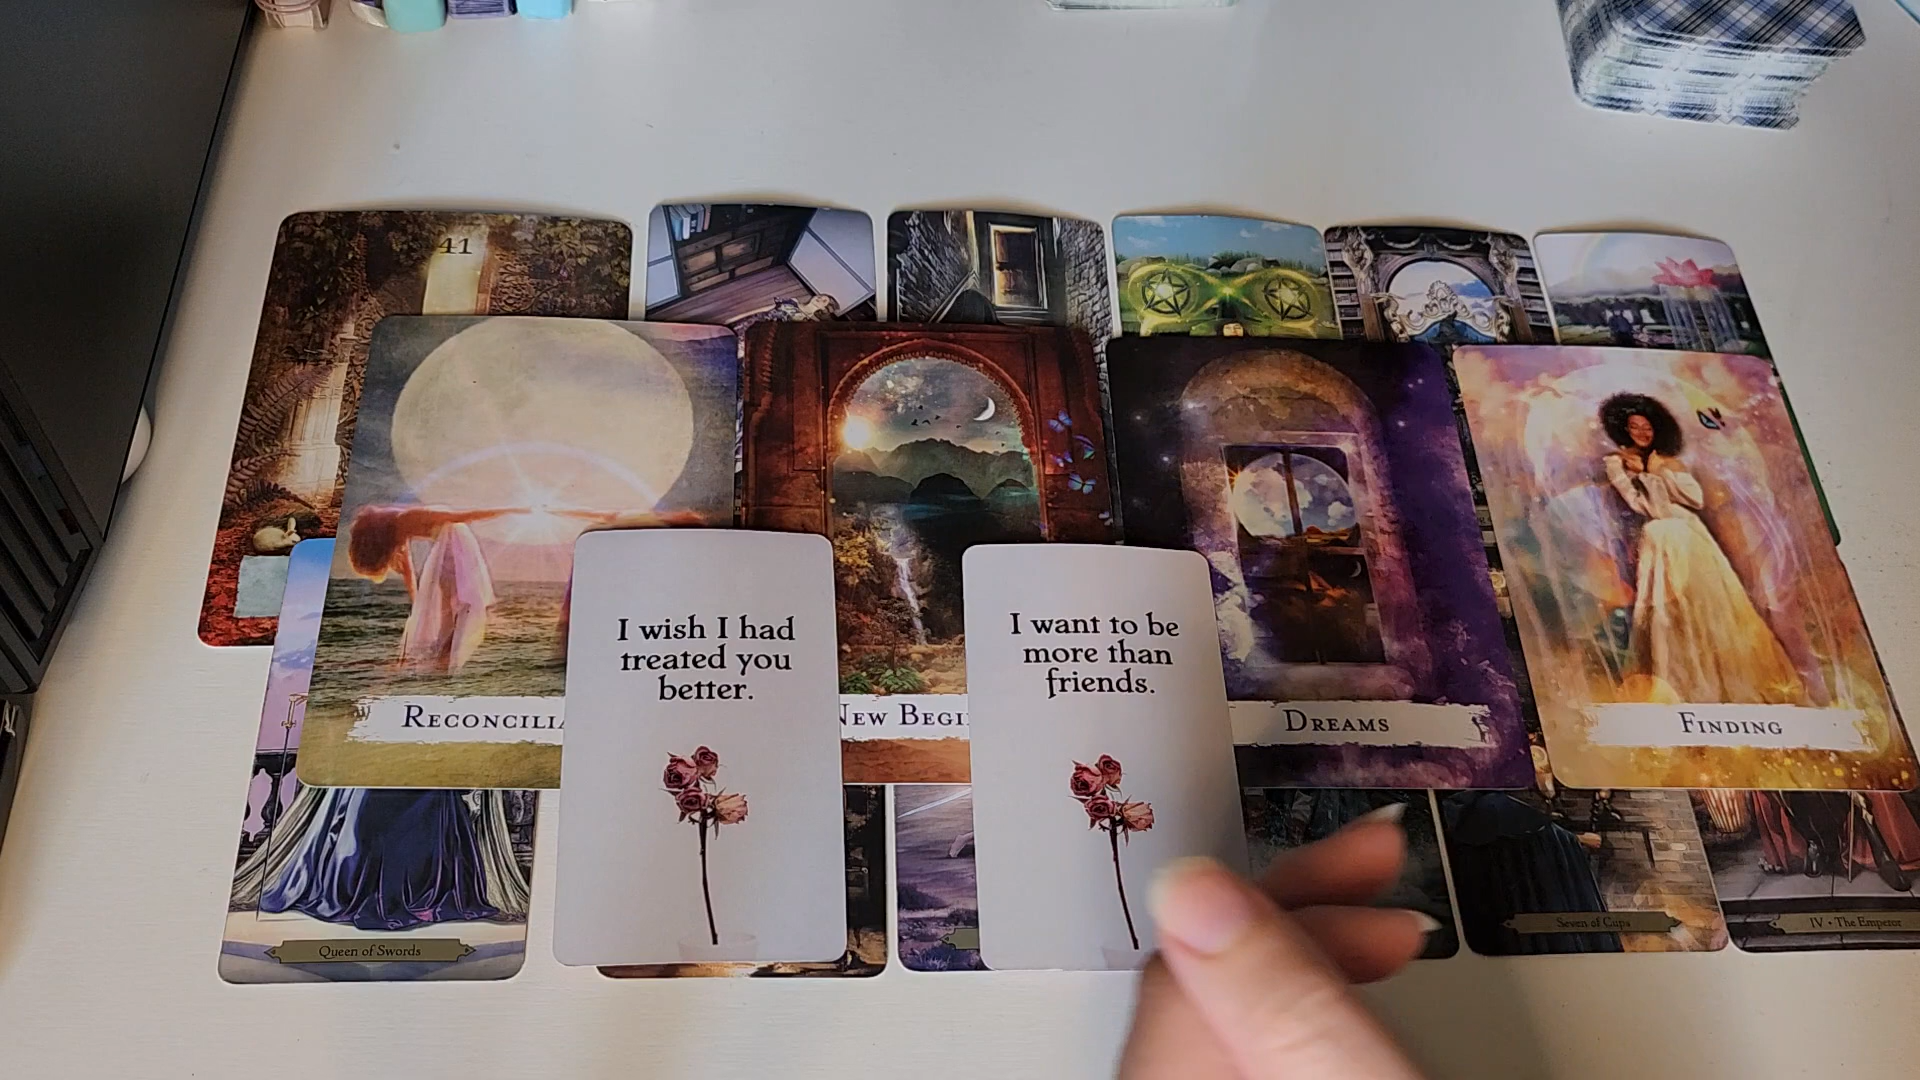 41
RECONCILIA
NEW BEGI
DREAMS
FINDING
I wish I had
treated you
better.
I want to be
more than
friends.
Queen of Swords
Seven of Cups
IV • The Emperor